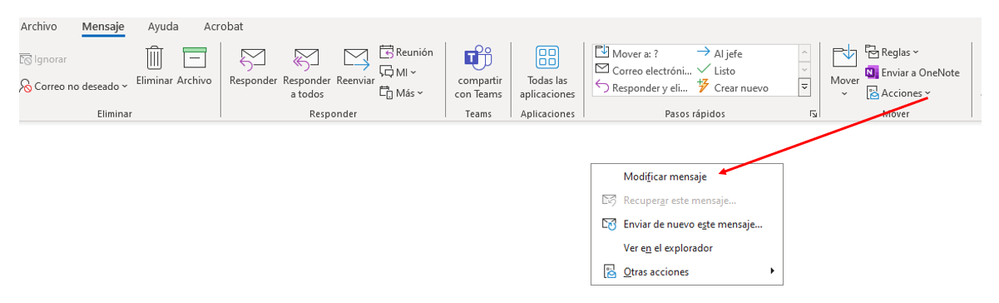 Archivo Mensaje Ayuda Acrobat
Ignorar
Correo no deseado
Eliminar
Archivo
Eliminar
Responder
Responder
a todos
Reenviar
Reunión
MI
Más
Responder
compartir
con Teams
Teams
Todas las
aplicaciones
Aplicaciones
Mover a: ?
Correo electróni...
Responder y eli...
Al jefe
Listo
Crear nuevo
Pasos rápidos
Mover
Reglas
Enviar a OneNote
Acciones
Mover
Modificar mensaje
Recuperar este mensaje...
Enviar de nuevo este mensaje...
Ver en el explorador
Otras acciones